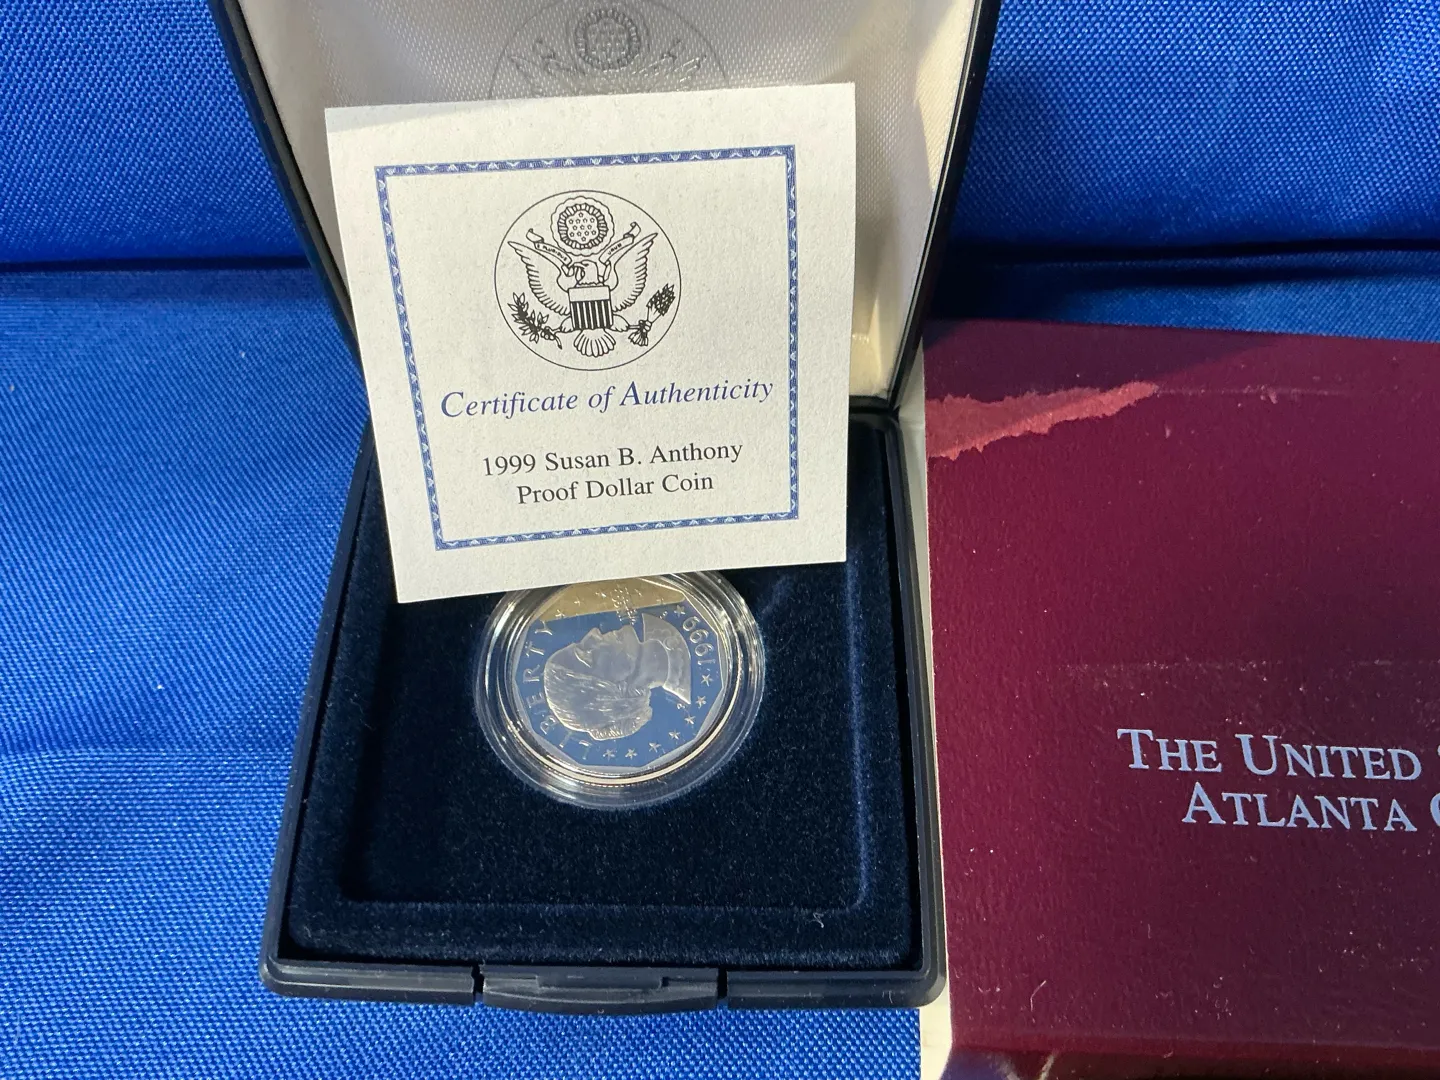 Certificate of Authenticity
1999 Susan B. Anthony
Proof Dollar Coin
LIBERTY
1999
THE UNITED
ATLANTA